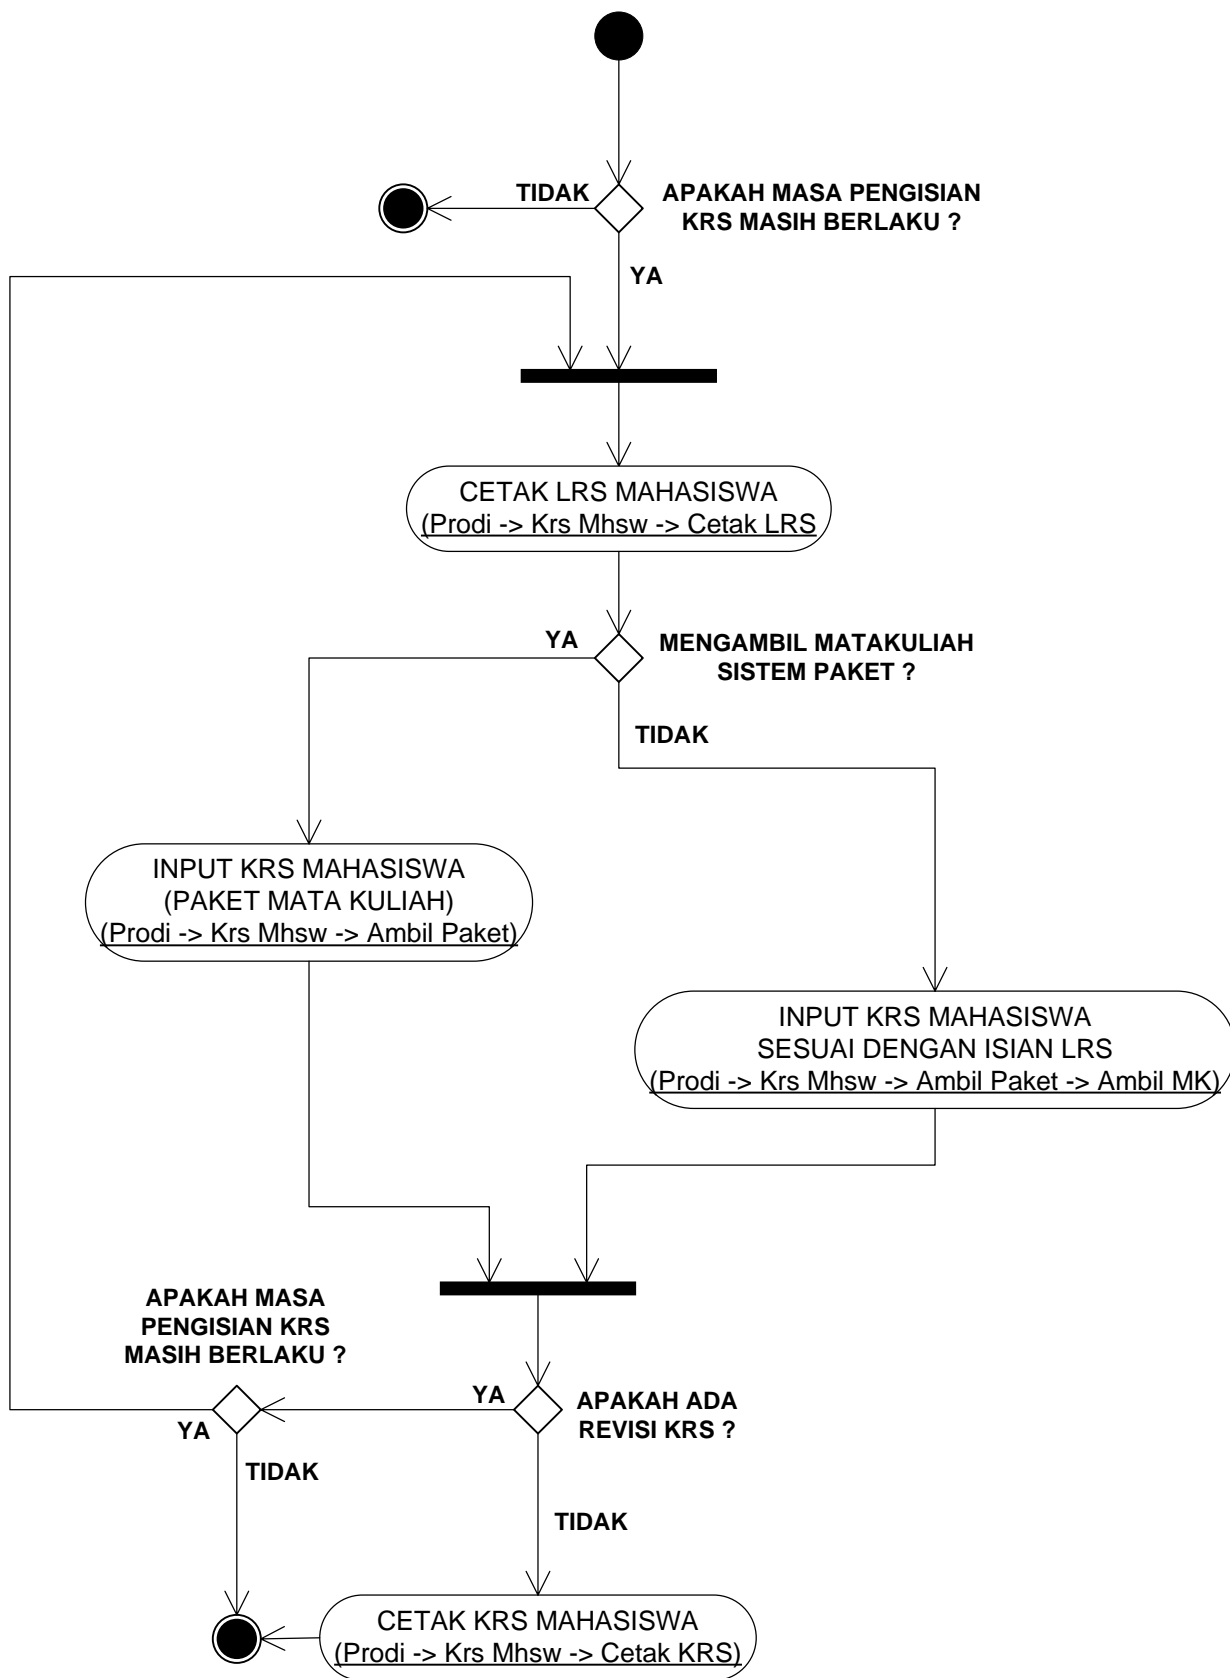 TIDAK
APAKAH MASA PENGISIAN
KRS MASIH BERLAKU ?
YA
CETAK LRS MAHASISWA
(Prodi -> Krs Mhsw -> Cetak LRS
YA
MENGAMBIL MATAKULIAH
SISTEM PAKET ?
TIDAK
INPUT KRS MAHASISWA
(PAKET MATA KULIAH)
(Prodi -> Krs Mhsw -> Ambil Paket)
INPUT KRS MAHASISWA
SESUAI DENGAN ISIAN LRS
(Prodi -> Krs Mhsw -> Ambil Paket -> Ambil MK)
APAKAH MASA
PENGISIAN KRS
MASIH BERLAKU ?
YA
APAKAH ADA
REVISI KRS ?
YA
TIDAK
TIDAK
CETAK KRS MAHASISWA
(Prodi -> Krs Mhsw -> Cetak KRS)